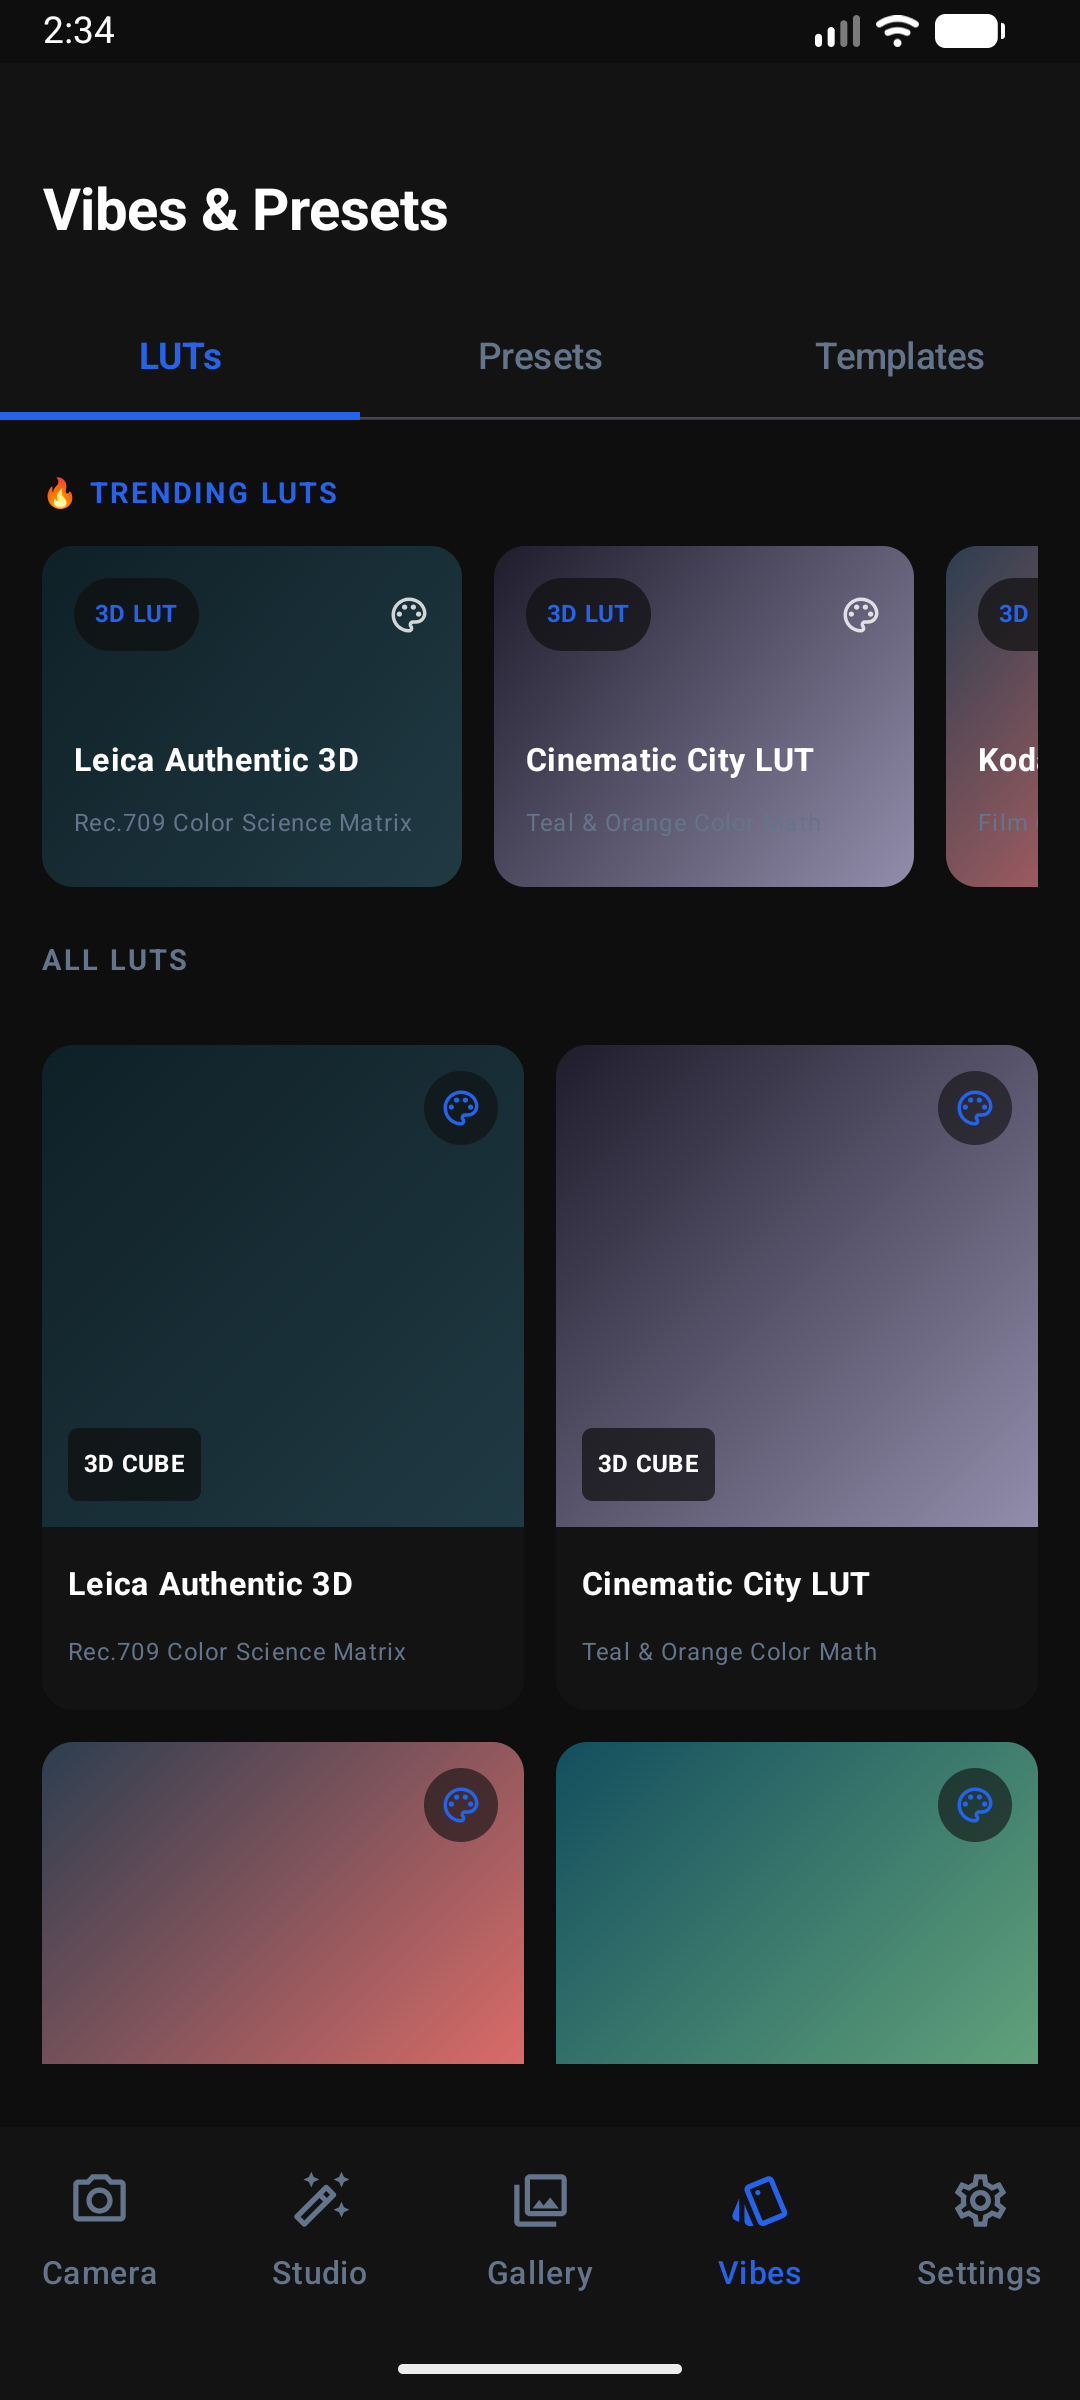 2:34
Vibes & Presets
LUTs
Presets
Templates
🔥 TRENDING LUTS
3D LUT
3D LUT
3D
Leica Authentic 3D
Cinematic City LUT
Rec.709 Color Science Matrix
Teal & Orange Color Math
Film
ALL LUTS
3D CUBE
3D CUBE
Leica Authentic 3D
Cinematic City LUT
Rec.709 Color Science Matrix
Teal & Orange Color Math
Camera
Studio
Gallery
Vibes
Settings